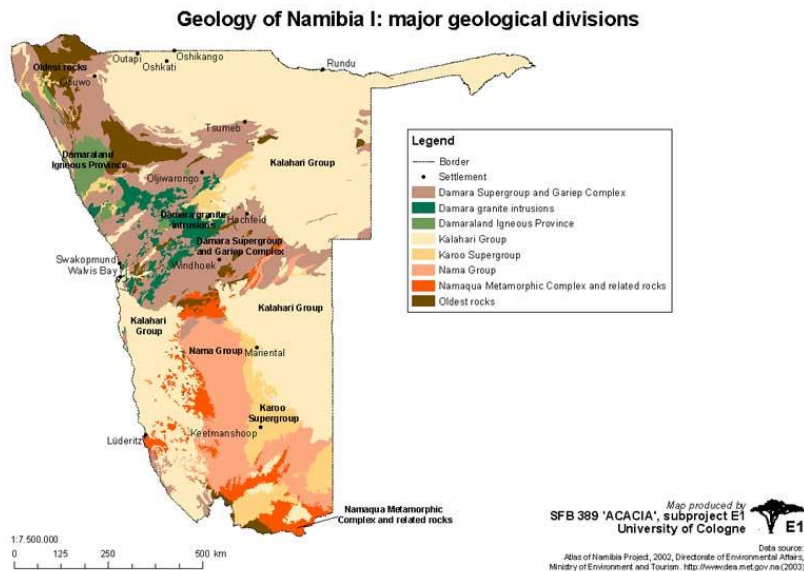 Geology of Namibia I: major geological divisions
Oshikango
Outapi
Oshkati
Rundu
Oldest rocks
Opuwo
Tsumeb
Damaraland
Igneous Province
Kalahari Group
Otjiwarongo
Damara granite
intrusions
Hochfeld
Damara Supergroup
and Gariep Complex
Swakopmund
Walvis Bay
Windhoek
Kalahari
Group
Kalahari Group
Nama Group
Mariental
Karoo
Supergroup
Keetmanshoop
Lüderitz
Namaqua Metamorphic
Complex and related rocks
Legend
Border
Settlement
Damara Supergroup and Gariep Complex
Damara granite intrusions
Damaraland Igneous Province
Kalahari Group
Karoo Supergroup
Nama Group
Namaqua Metamorphic Complex and related rocks
Oldest rocks
1:7.500.000
0 125 250 500 km
Map produced by
SFB 389 'ACACIA', subproject E1
University of Cologne
E1
Data source:
Atlas of Namibia Project, 2002, Directorate of Environmental Affairs,
Ministry of Environment and Tourism. http://www.dea.met.gov.na (2003)